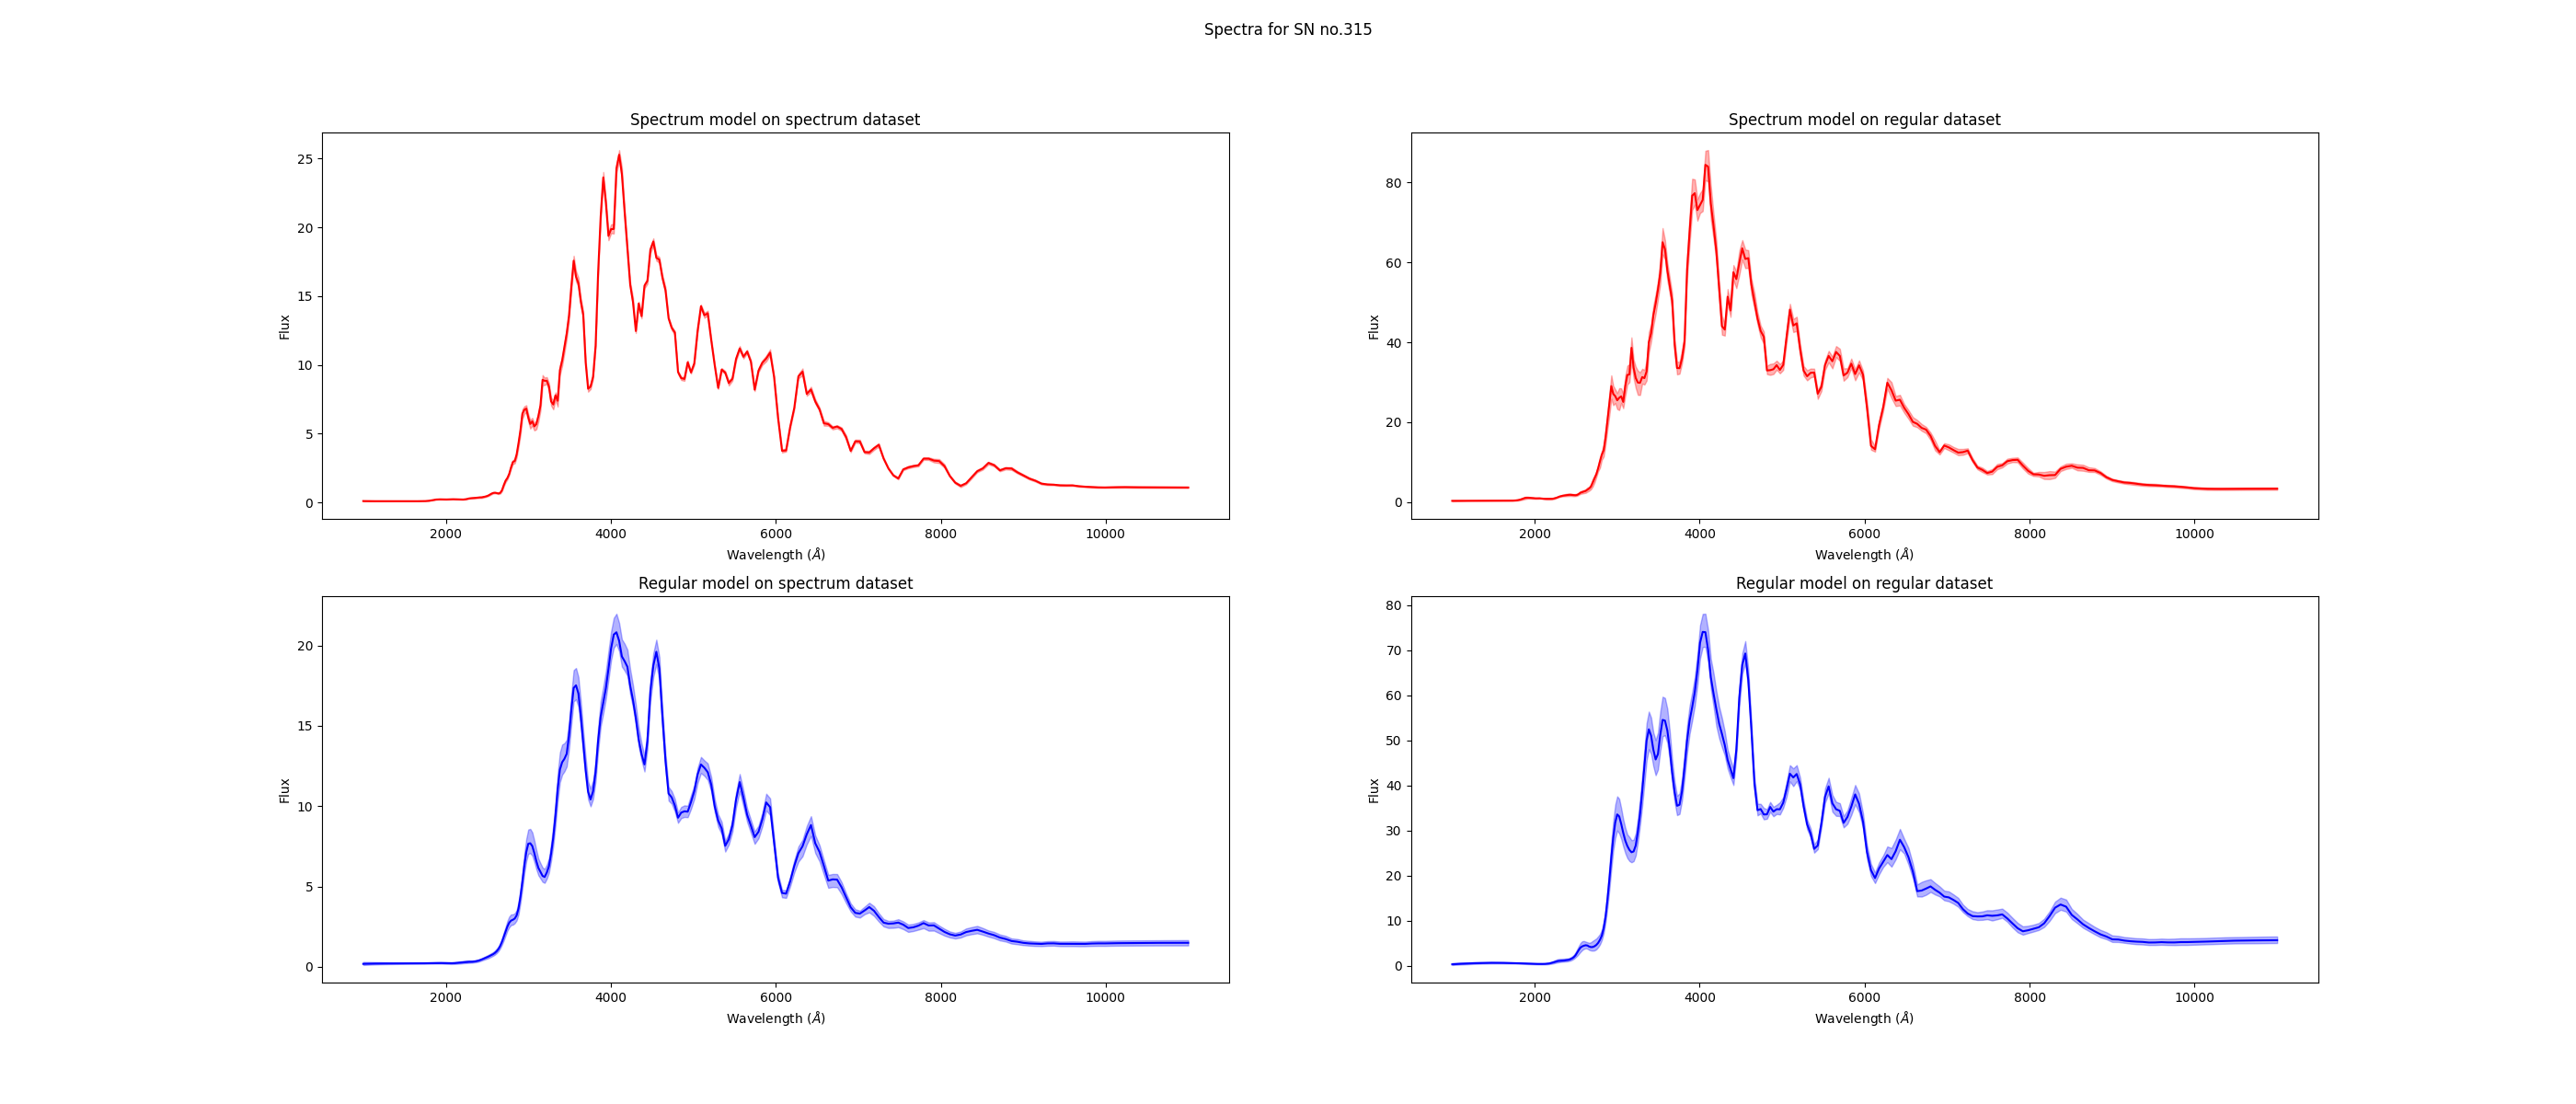 Spectra for SN no.315
Spectrum model on spectrum dataset
Flux
25
20
15
10
5
0
2000 4000 6000 8000 10000
Wavelength (Å)
Spectrum model on regular dataset
Flux
80
60
40
20
0
2000 4000 6000 8000 10000
Wavelength (Å)
Regular model on spectrum dataset
Flux
20
15
10
5
0
2000 4000 6000 8000 10000
Wavelength (Å)
Regular model on regular dataset
Flux
80
70
60
50
40
30
20
10
0
2000 4000 6000 8000 10000
Wavelength (Å)